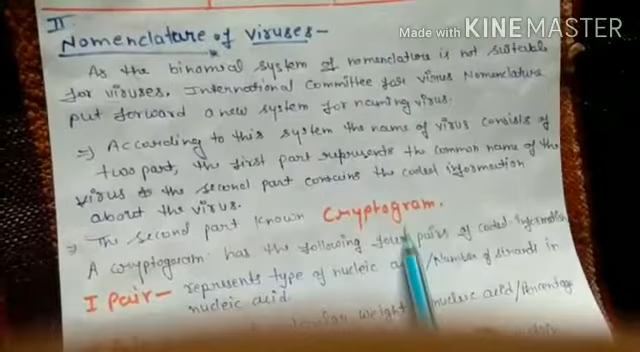 Made with KINEMASTER
II
Nomenclature of Viruses-
As the binomial system of nomenclature is not suitable
for viruses. International Committee for Virus Nomenclature
put forward a new system for naming virus.
⇒ According to this system the name of virus consists of
two part, the first part represents the common name of the
virus & the second part contains the coded information
about the virus.
⇒ The second part known Cryptogram.
A cryptogram has the following four pairs of coded information
I Pair- represents type of nucleic /Number of strands in
nucleic acid.
weight nucleic acid/Percentage